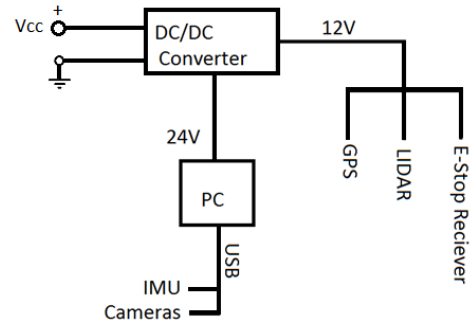 +
Vcc
DC/DC
Converter
12V
24V
GPS
LIDAR
E-Stop Reciever
PC
USB
IMU
Cameras